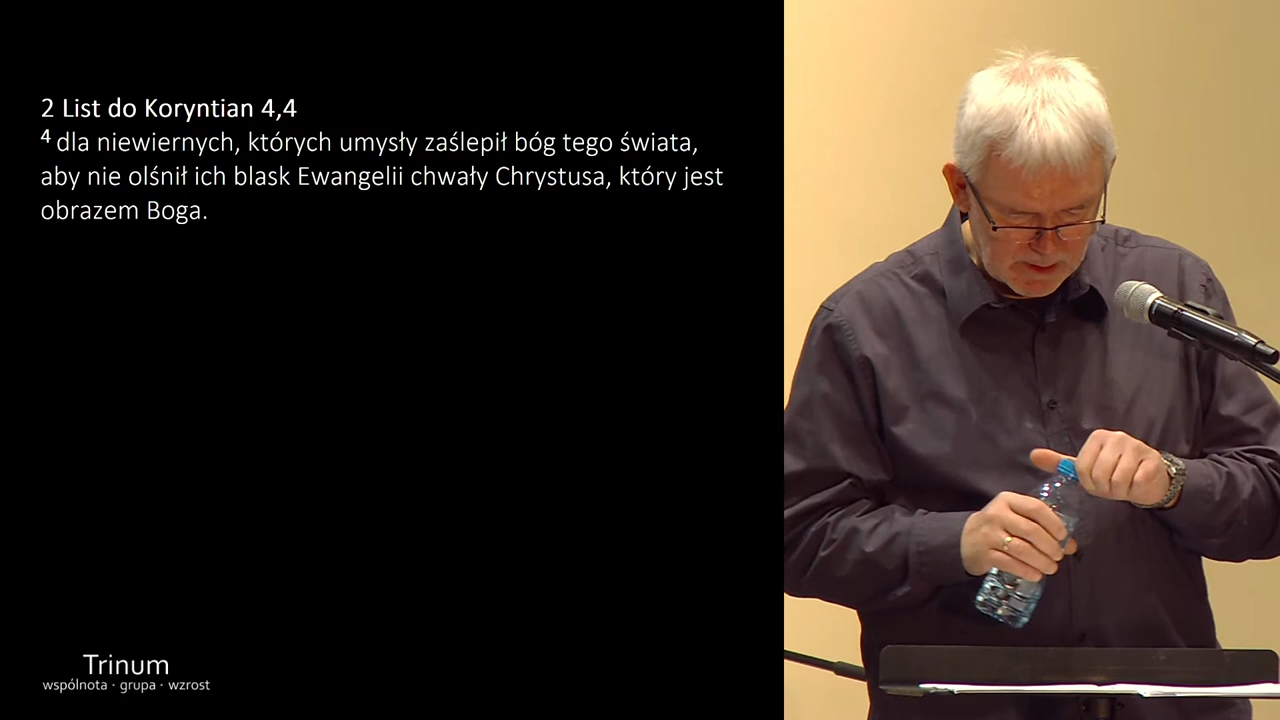 2 List do Koryntian 4,4
4 dla niewiernych, których umysły zaślepił bóg tego świata,
aby nie olśnił ich blask Ewangelii chwały Chrystusa, który jest
obrazem Boga.
Trinum
wspólnota · grupa · wzrost